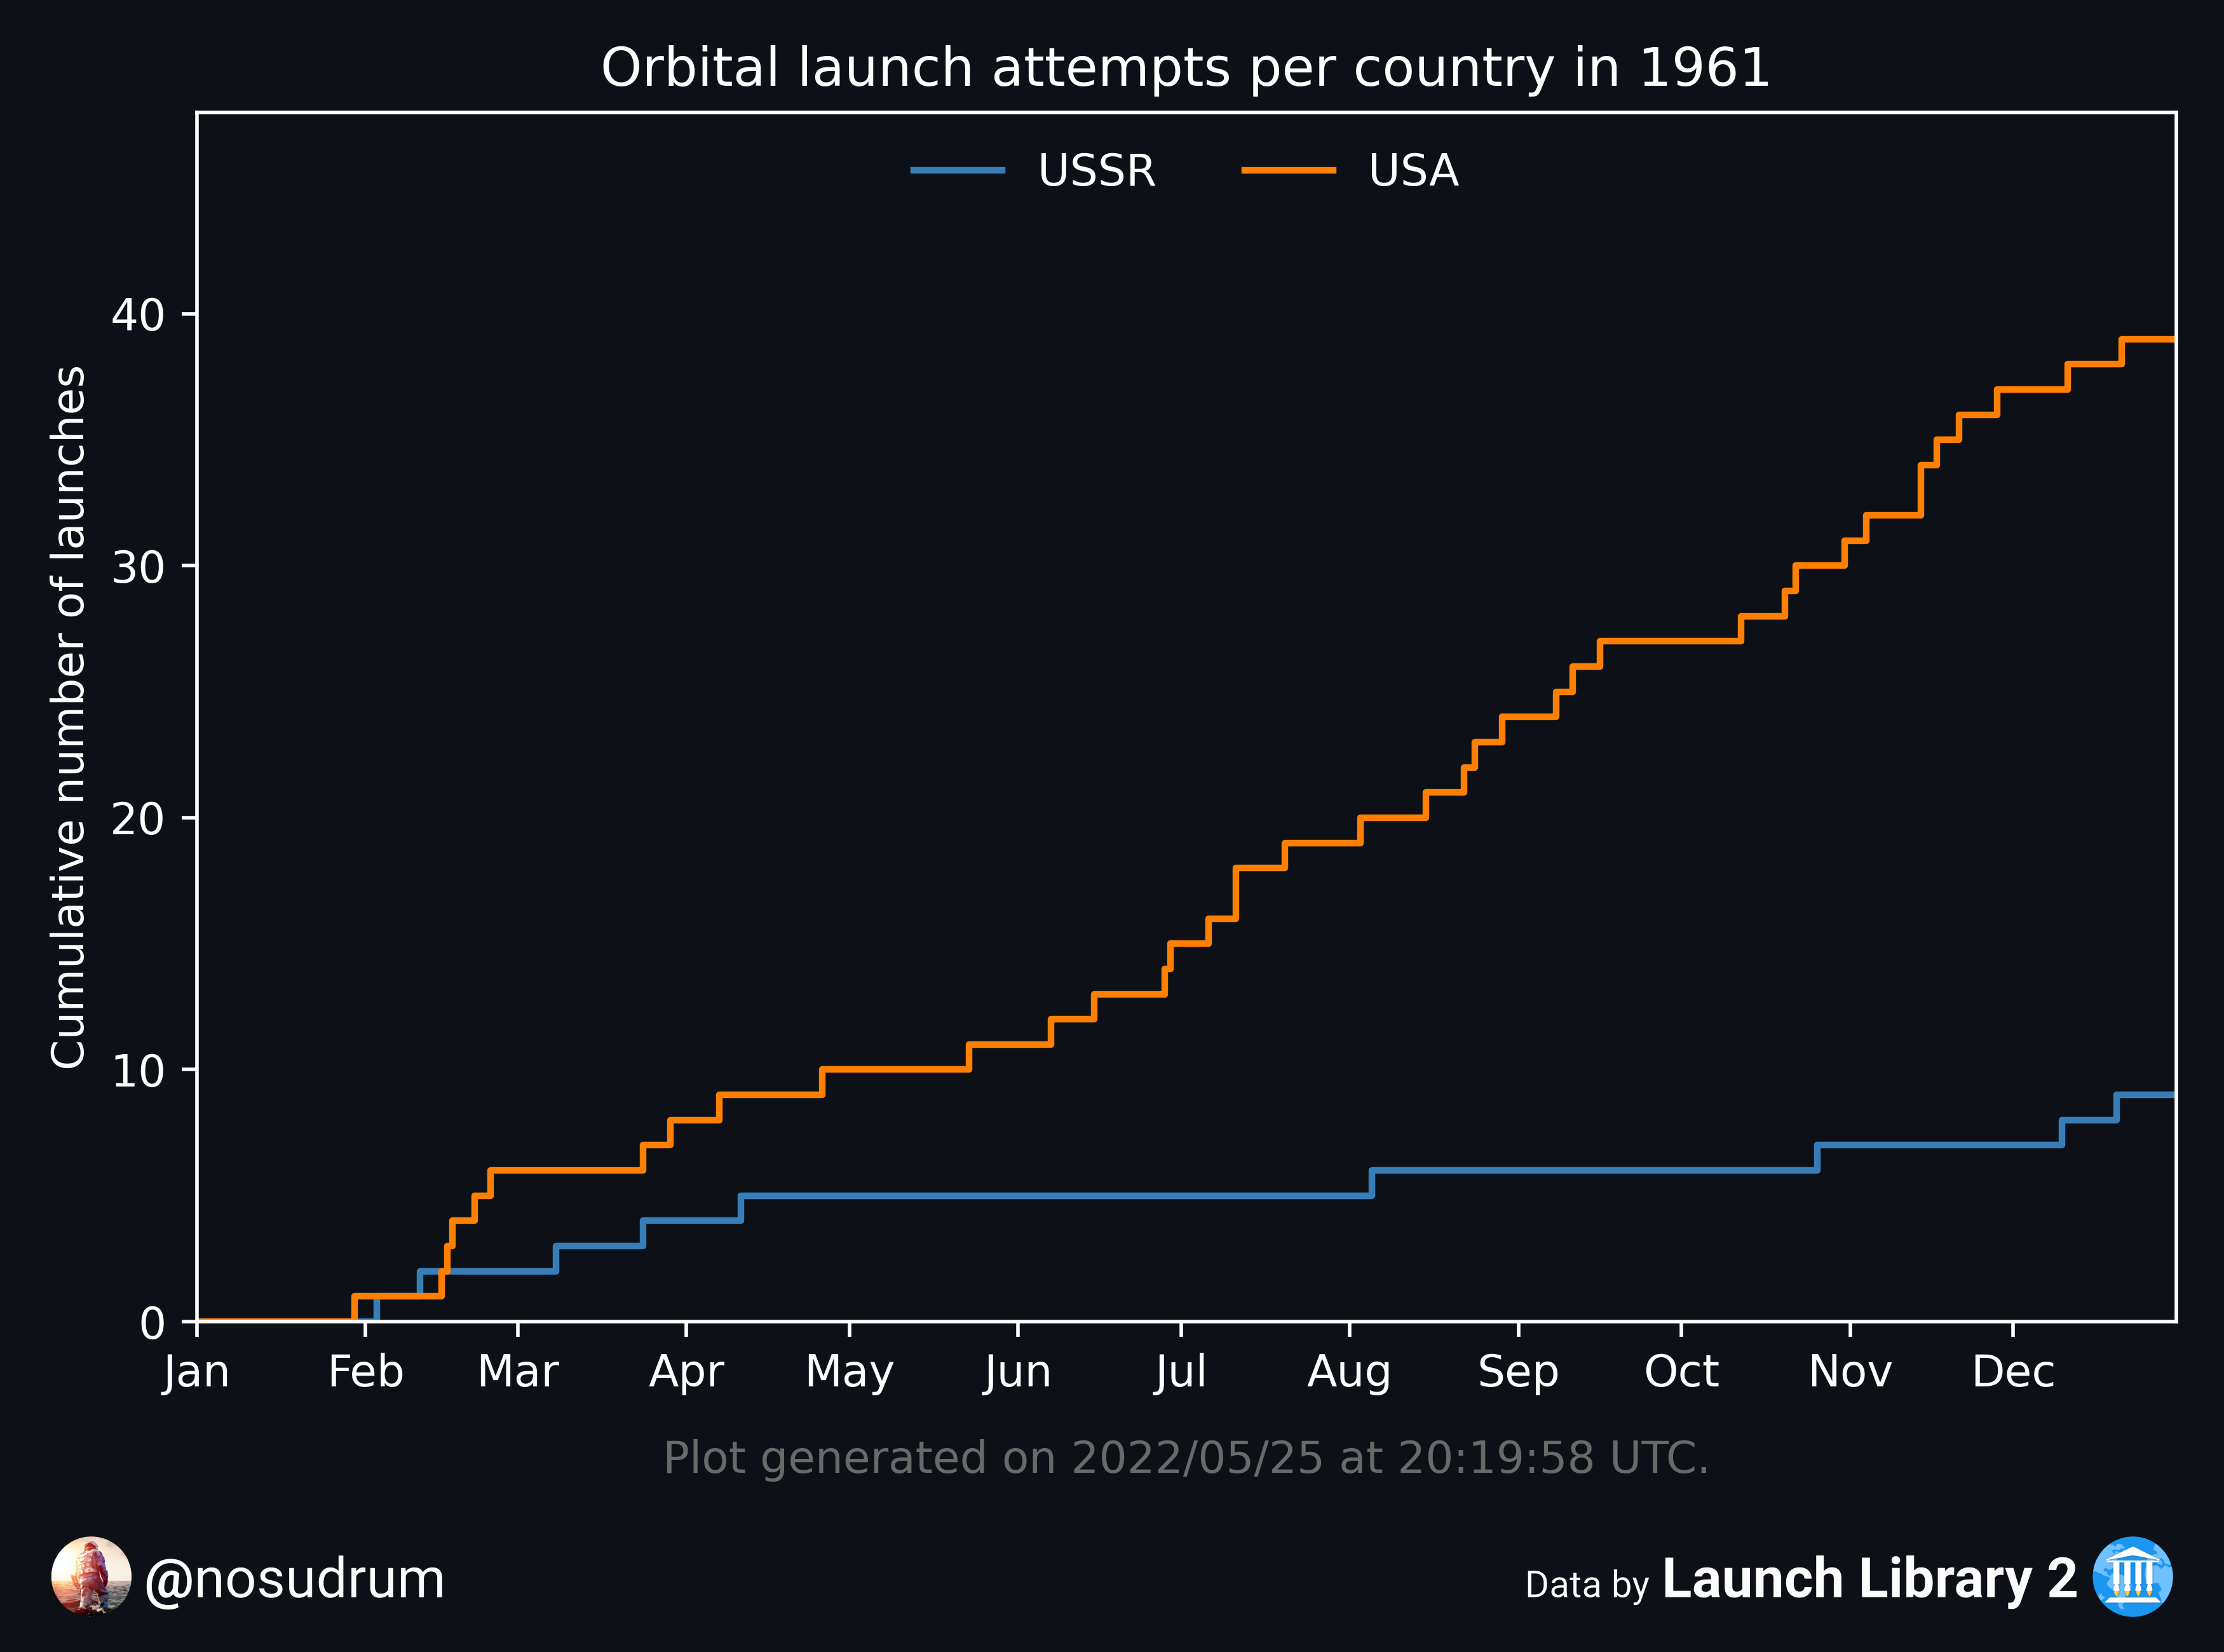 Orbital launch attempts per country in 1961
USSR USA
Cumulative number of launches
40
30
20
10
0
Jan Feb Mar Apr May Jun Jul Aug Sep Oct Nov Dec
Plot generated on 2022/05/25 at 20:19:58 UTC.
@nosudrum
Data by Launch Library 2